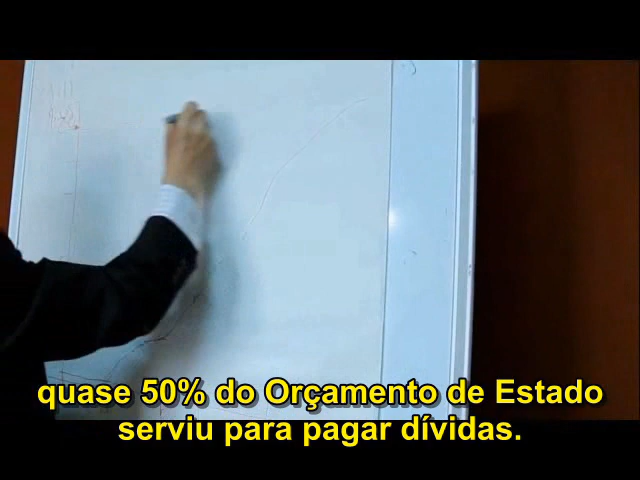 quase 50% do Orçamento de Estado
serviu para pagar dívidas.